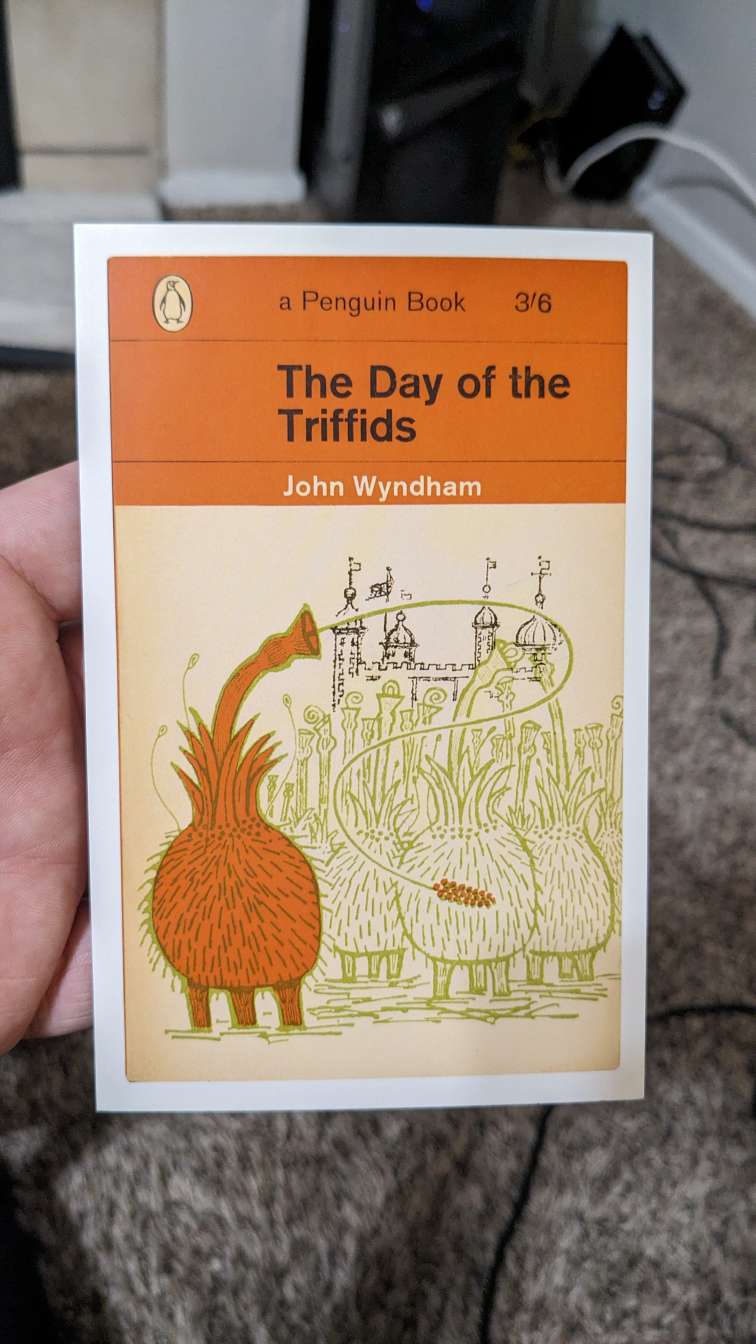 a Penguin Book 3/6
The Day of the
Triffids
John Wyndham